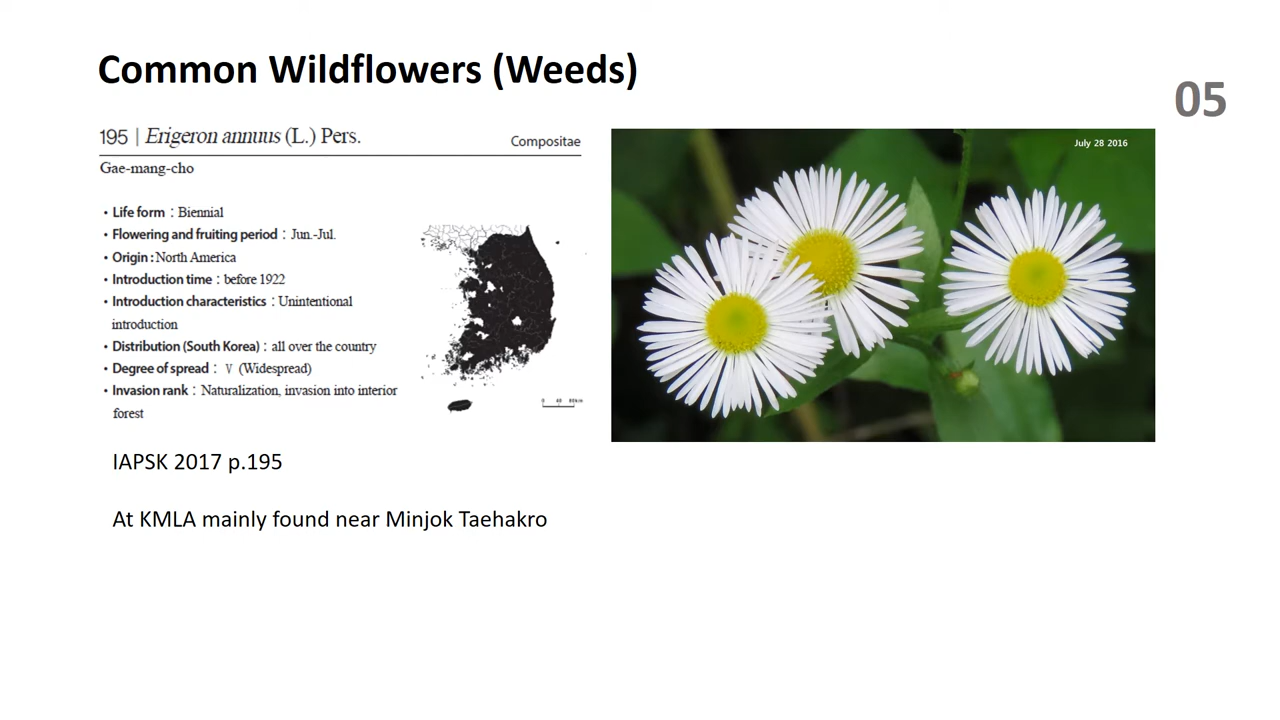 Common Wildflowers (Weeds)
05
195 | Erigeron annuus (L.) Pers.
Compositae
Gae-mang-cho
• Life form : Biennial
• Flowering and fruiting period : Jun.-Jul.
• Origin : North America
• Introduction time : before 1922
• Introduction characteristics : Unintentional
introduction
• Distribution (South Korea) : all over the country
• Degree of spread : V (Widespread)
• Invasion rank : Naturalization, invasion into interior
forest
0 40 80km
July 28 2016
IAPSK 2017 p.195
At KMLA mainly found near Minjok Taehakro